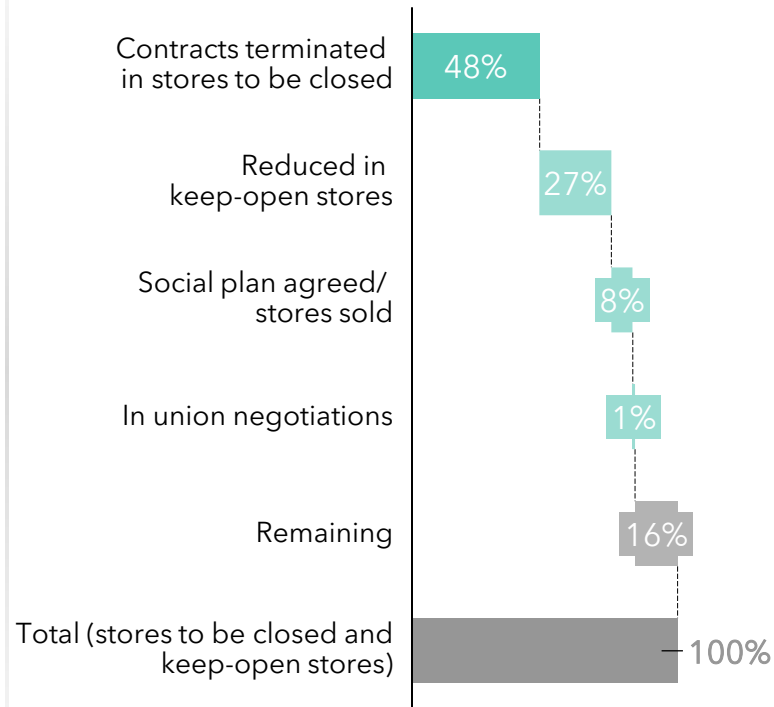 Contracts terminated
in stores to be closed
48%
Reduced in
keep-open stores
27%
Social plan agreed/
stores sold
8%
In union negotiations
1%
Remaining
16%
Total (stores to be closed and
keep-open stores)
100%